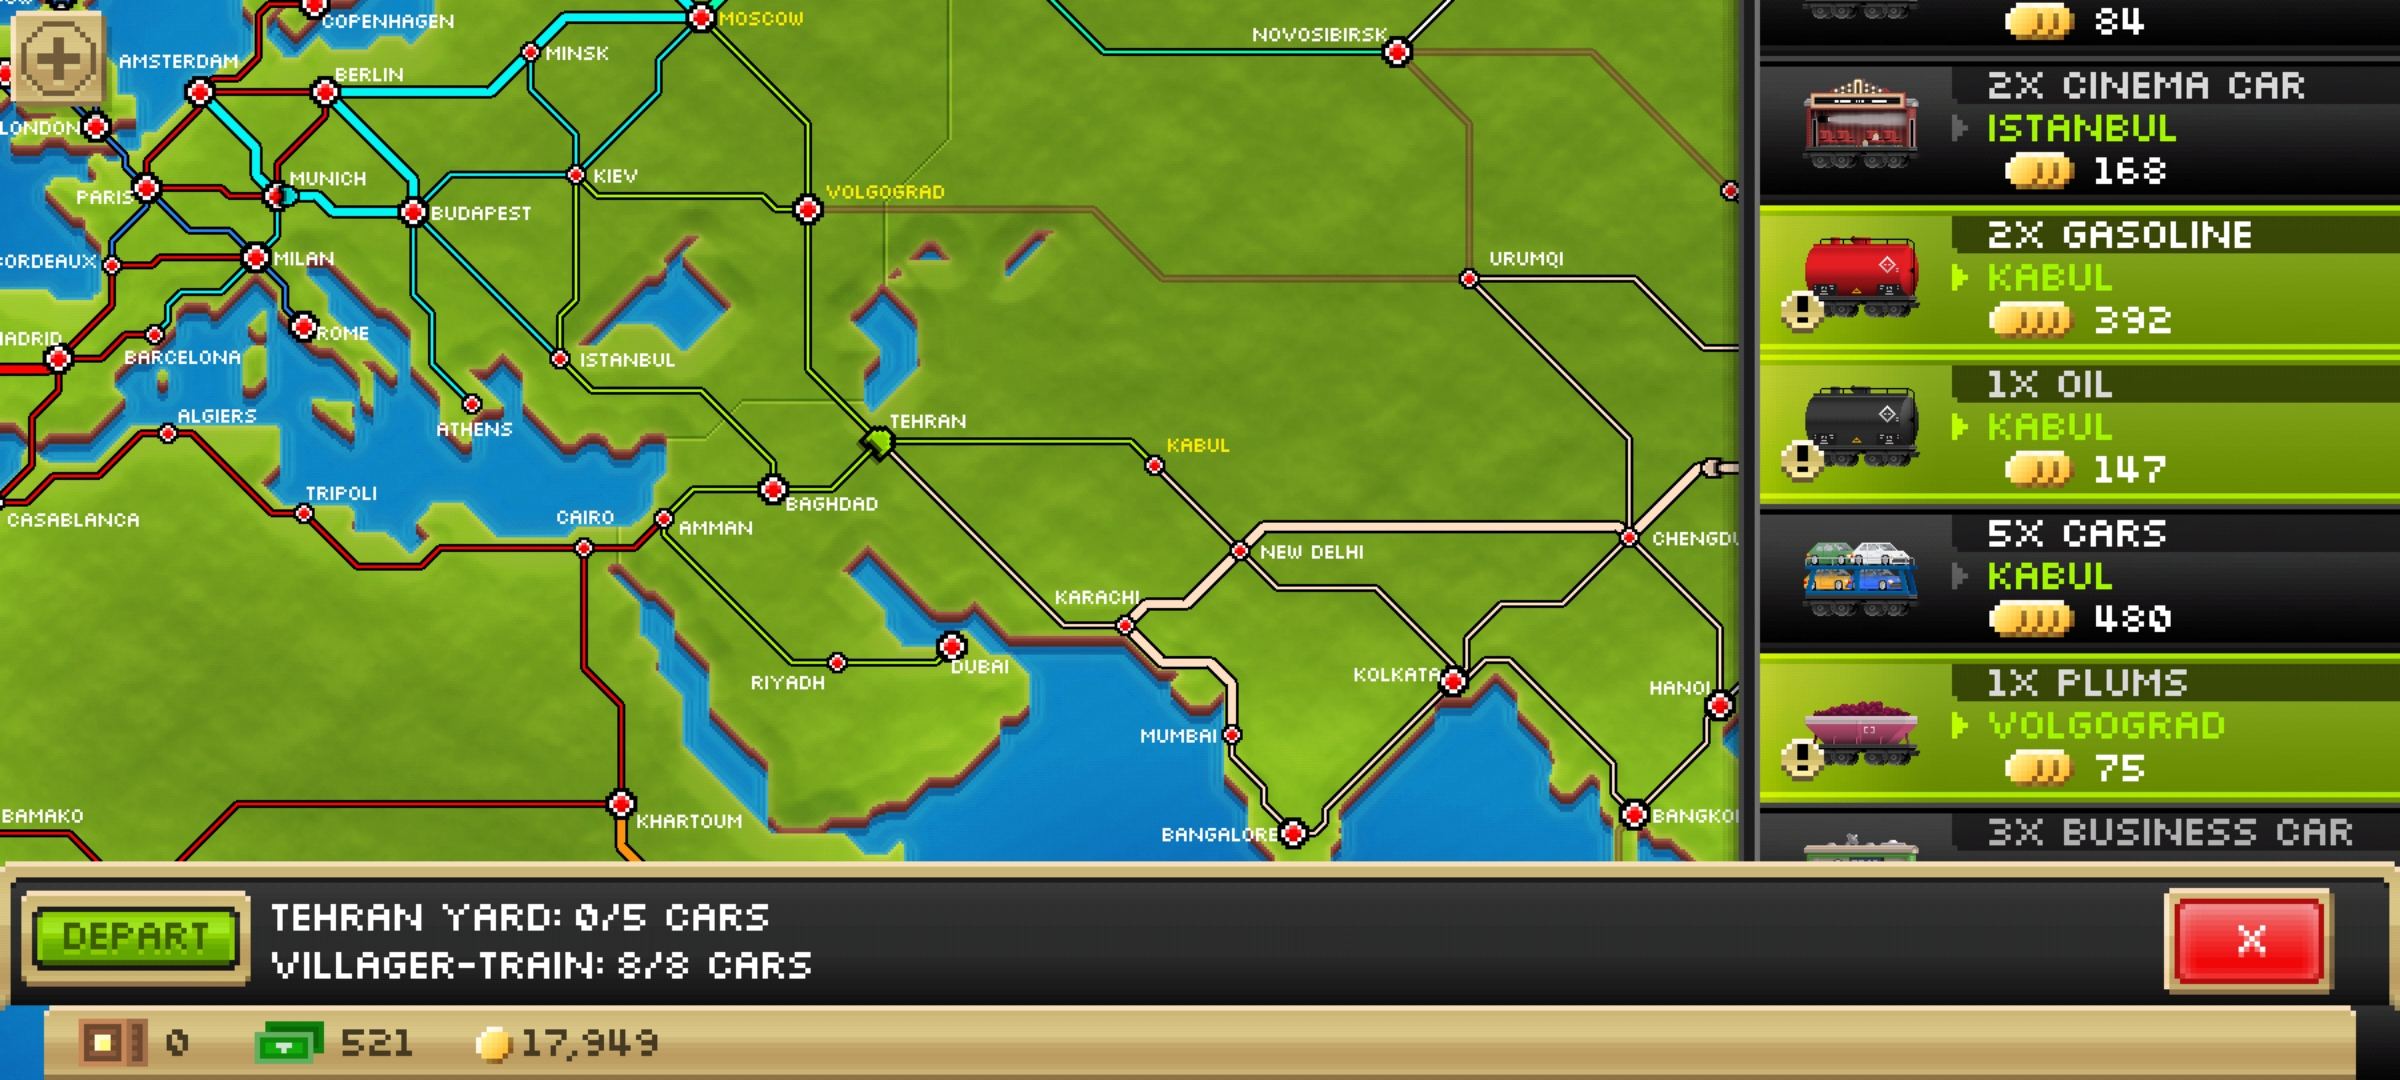 COPENHAGEN
MOSCOW
NOVOSIBIRSK
AMSTERDAM
BERLIN
MINSK
LONDON
PARIS
MUNICH
BUDAPEST
KIEV
VOLGOGRAD
MILAN
URUMQI
ROME
BARCELONA
ISTANBUL
ALGIERS
ATHENS
TEHRAN
KABUL
TRIPOLI
CASABLANCA
CAIRO
AMMAN
BAGHDAD
NEW DELHI
KARACHI
RIYADH
DUBAI
KOLKATA
MUMBAI
BAMAKO
KHARTOUM
BANGALORE
84
2X CINEMA CAR
ISTANBUL
168
2X GASOLINE
KABUL
392
1X OIL
KABUL
147
5X CARS
KABUL
480
1X PLUMS
VOLGOGRAD
75
3X BUSINESS CAR
DEPART
TEHRAN YARD: 0/5 CARS
VILLAGER-TRAIN: 8/8 CARS
X
0
521
17,949